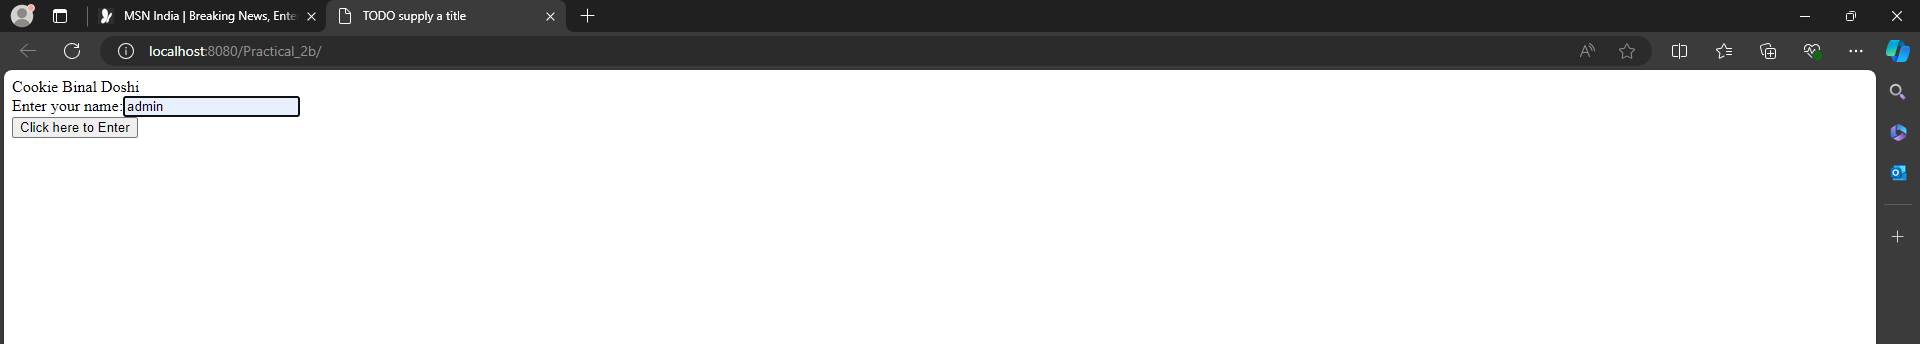 MSN India | Breaking News, Ente
TODO supply a title
localhost:8080/Practical_2b/
Cookie Binal Doshi
Enter your name: admin
Click here to Enter